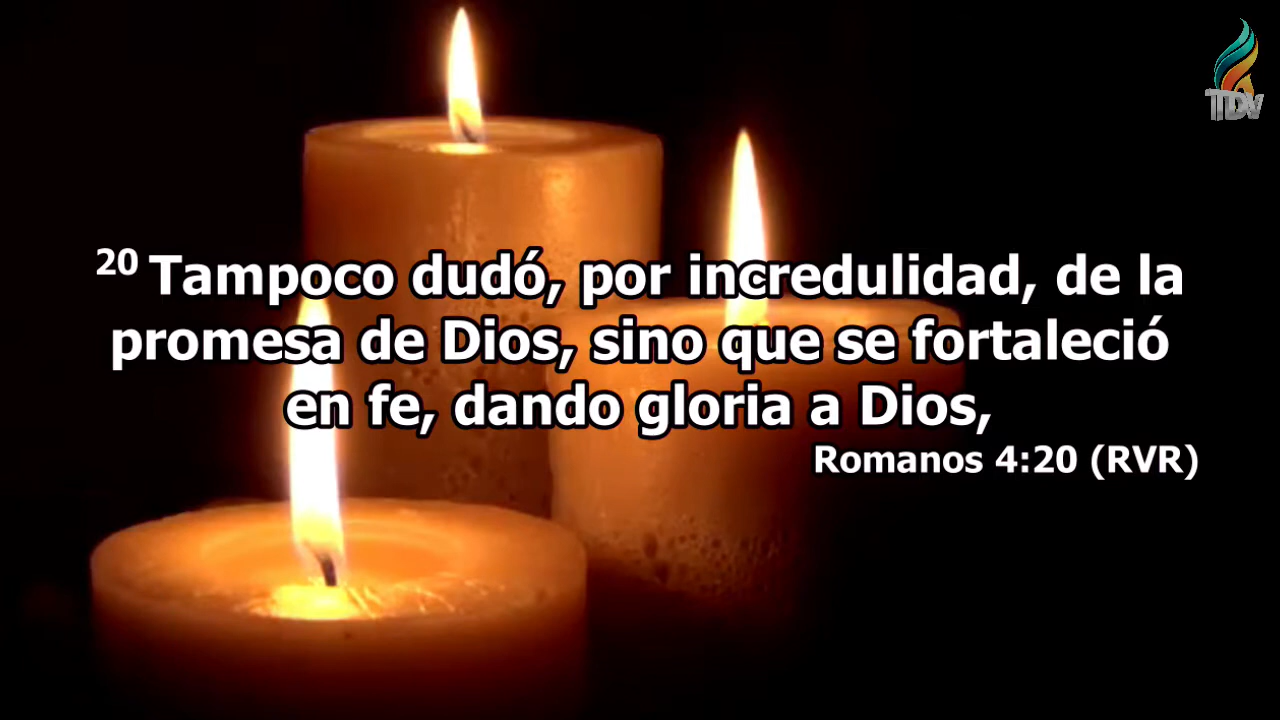 TTDV
20 Tampoco dudó, por incredulidad, de la
promesa de Dios, sino que se fortaleció
en fe, dando gloria a Dios,
Romanos 4:20 (RVR)